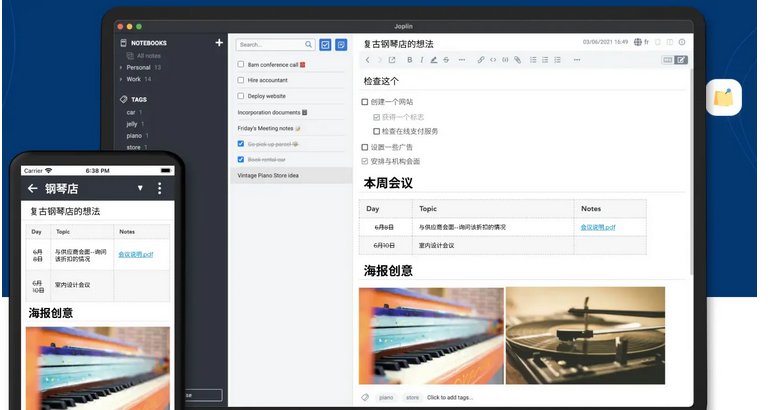 Joplin
NOTEBOOKS
All notes
Personal 13
Work 14
TAGS
car 1
jelly 1
piano 1
store 1
Search...
8am conference call
Hire accountant
Deploy website
Incorporation documents
Friday's Meeting notes
Go pick up parcel
Book rental car
Vintage Piano Store idea
复古钢琴店的想法
03/06/2021 16:49 fr
检查这个
创建一个网站
获得一个标志
检查在线支付服务
设置一些广告
安排与机构会面
本周会议
Day Topic Notes
6月8日 与供应商会面--询问该折扣的情况 会议说明.pdf
6月10日 室内设计会议
海报创意
piano store Click to add tags...
Carrier 6:38 PM
钢琴店
复古钢琴店的想法
Day Topic Notes
6月
8日
与供应商会面--询问
该折扣的情况
会议说明.pdf
6月
10日
室内设计会议
海报创意